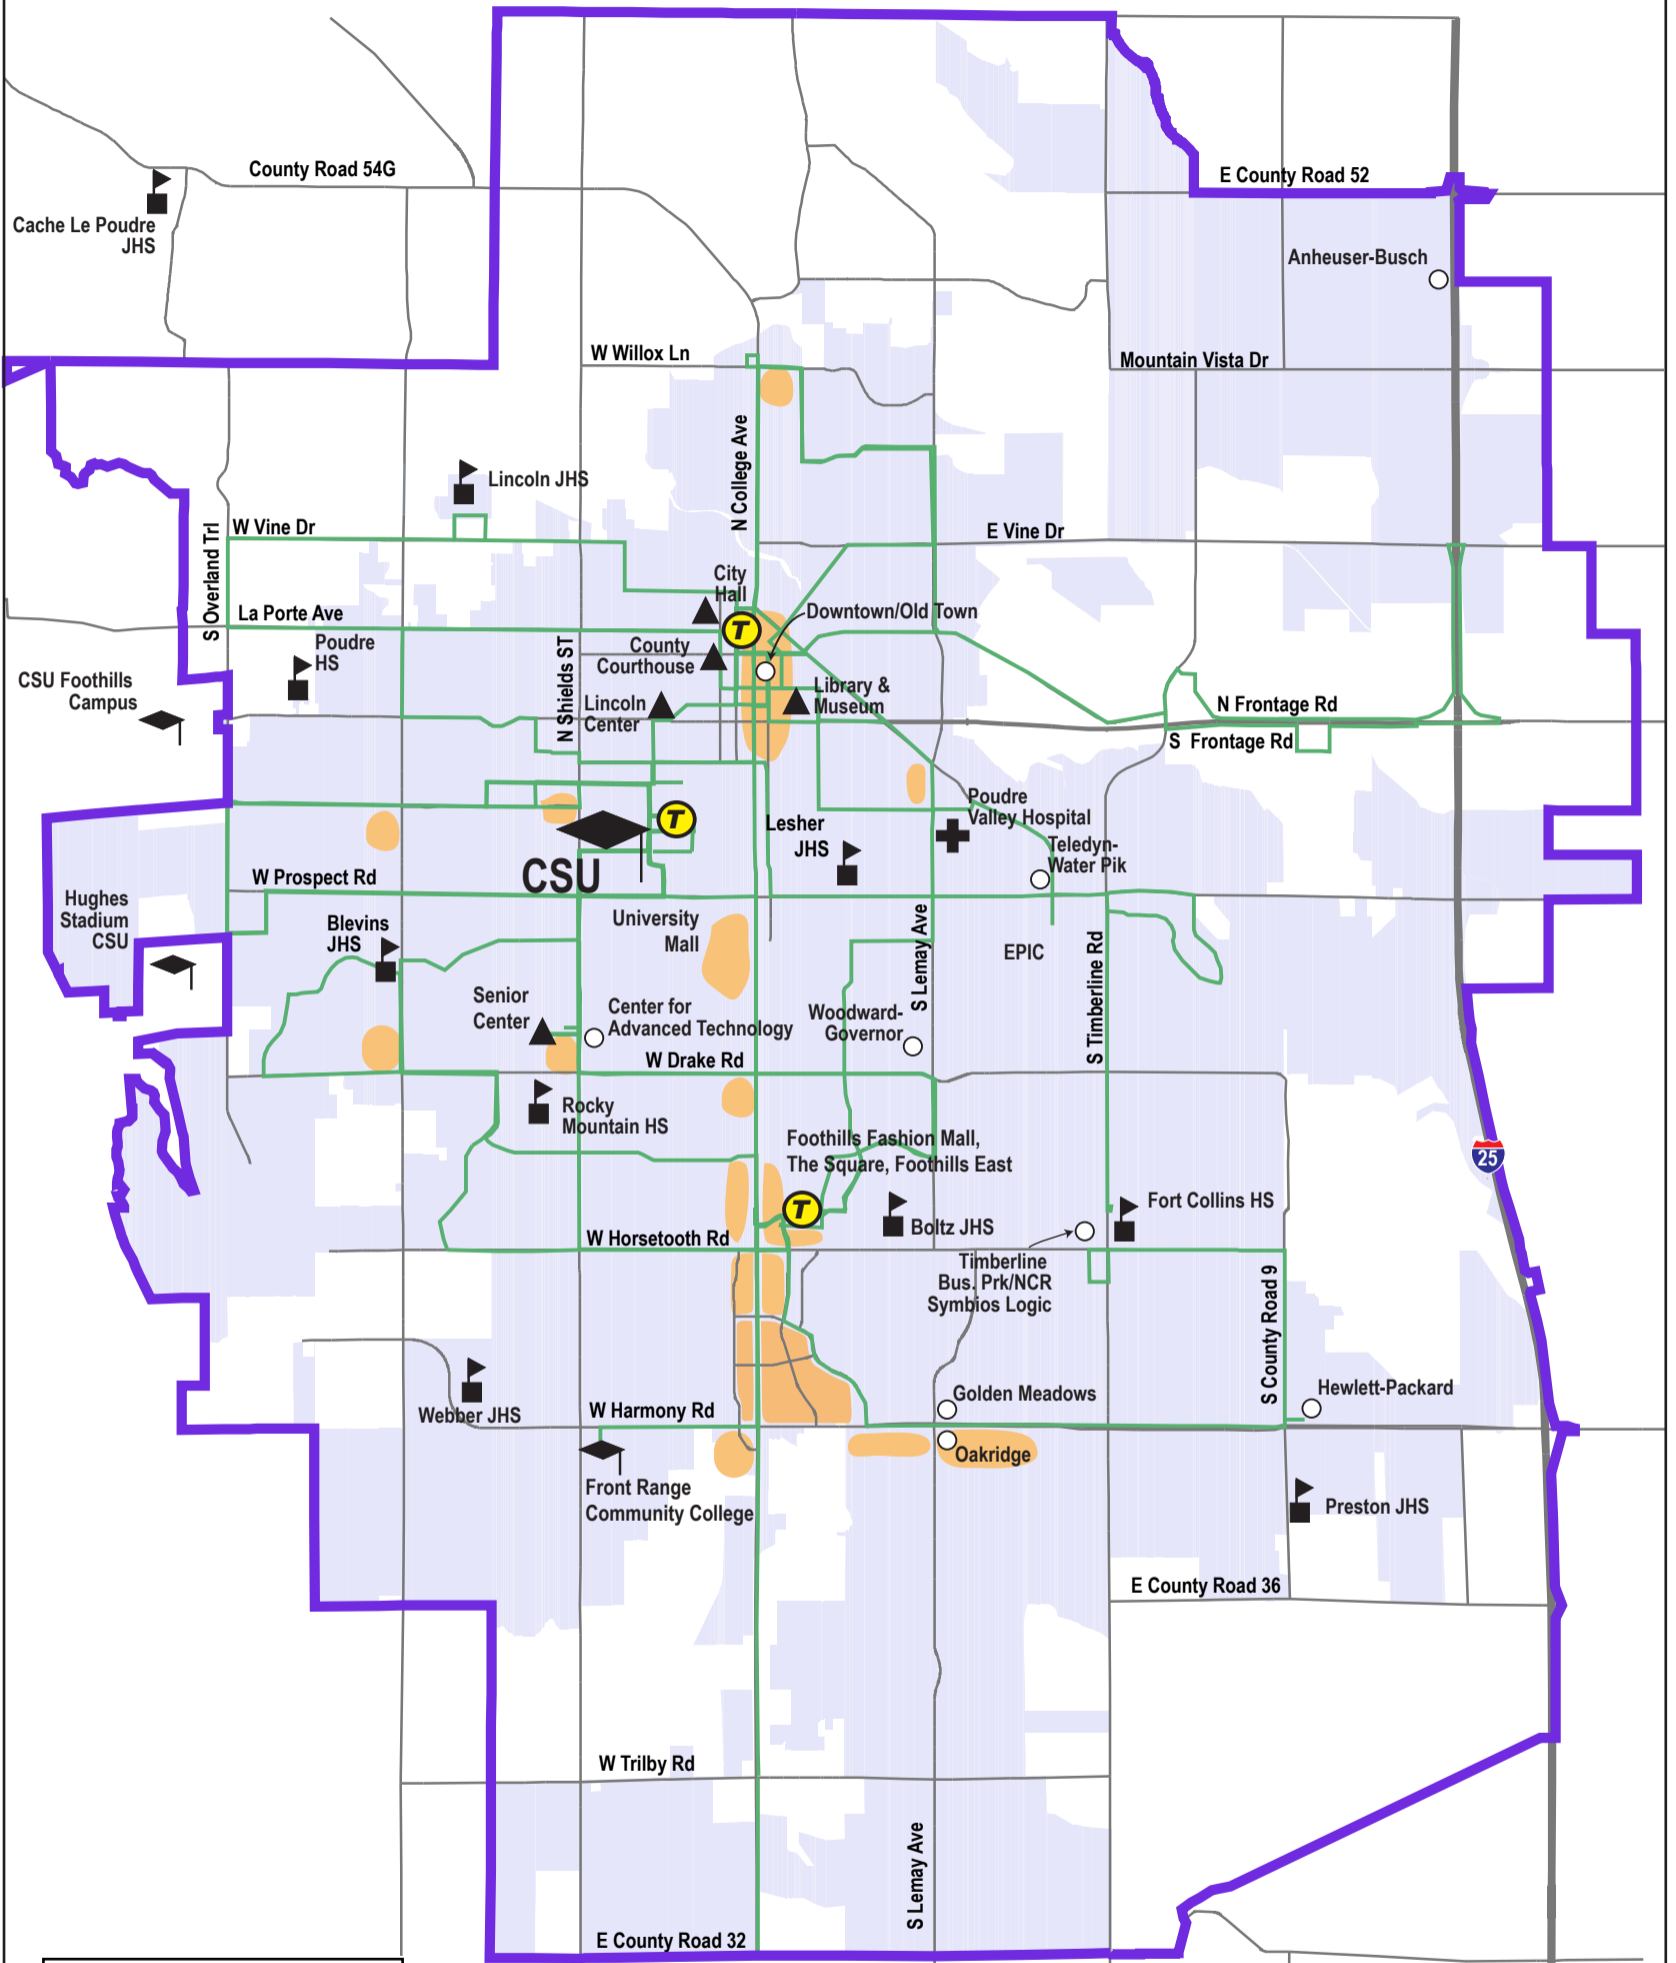 County Road 54G
Cache Le Poudre
JHS
E County Road 52
Anheuser-Busch
W Willox Ln
Mountain Vista Dr
N College Ave
Lincoln JHS
W Vine Dr
E Vine Dr
S Overland Trl
City
Hall
La Porte Ave
Downtown/Old Town
Poudre
HS
T
County
Courthouse
N Shields ST
CSU Foothills
Campus
Lincoln
Center
Library &
Museum
N Frontage Rd
S Frontage Rd
Poudre
Valley Hospital
T
Lesher
JHS
Teledyn-
Water Pik
CSU
W Prospect Rd
Hughes
Stadium
CSU
Blevins
JHS
University
Mall
S Lemay Ave
EPIC
S Timberline Rd
Senior
Center
Center for
Advanced Technology
Woodward-
Governor
W Drake Rd
Rocky
Mountain HS
Foothills Fashion Mall,
The Square, Foothills East
25
T
Fort Collins HS
Boltz JHS
W Horsetooth Rd
Timberline
Bus. Prk/NCR
Symbios Logic
S County Road 9
Golden Meadows
Hewlett-Packard
Webber JHS
W Harmony Rd
Oakridge
Front Range
Community College
Preston JHS
E County Road 36
W Trilby Rd
S Lemay Ave
E County Road 32